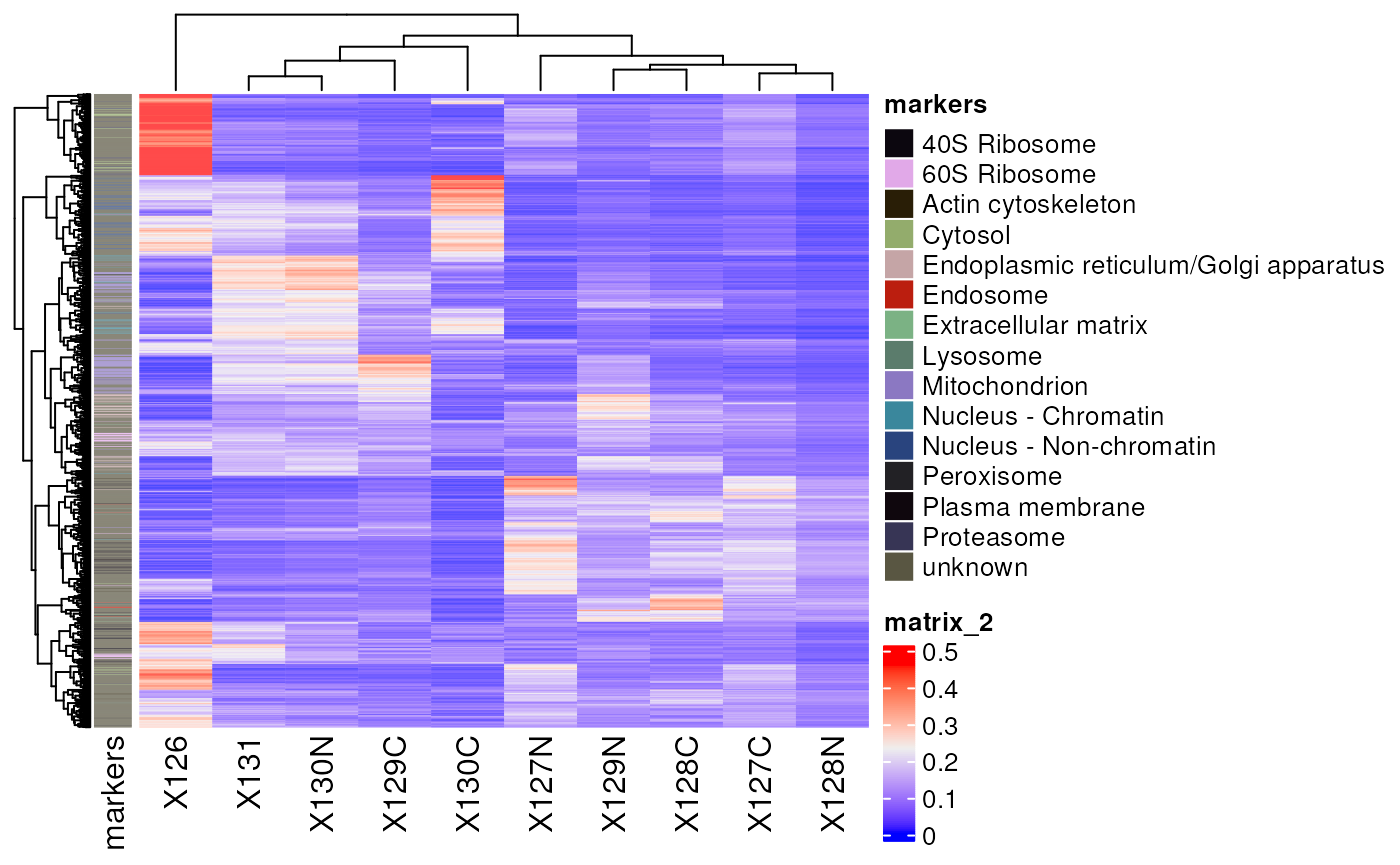 markers
40S Ribosome
60S Ribosome
Actin cytoskeleton
Cytosol
Endoplasmic reticulum/Golgi apparatus
Endosome
Extracellular matrix
Lysosome
Mitochondrion
Nucleus - Chromatin
Nucleus - Non-chromatin
Peroxisome
Plasma membrane
Proteasome
unknown
matrix_2
0.5
0.4
0.3
0.2
0.1
0
markers
X126
X131
X130N
X129C
X130C
X127N
X129N
X128C
X127C
X128N